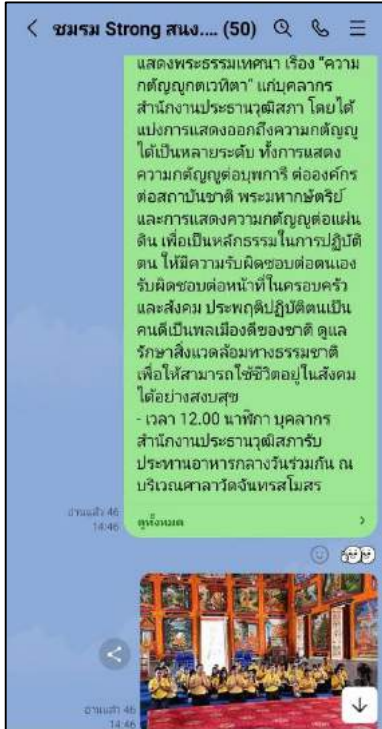 ชมรม Strong สนง.... (50)
แสดงพระธรรมเทศนา เรื่อง "ความ
กตัญญูกตเวทิตา" แก่บุคลากร
สำนักงานประธานวุฒิสภา โดยได้
แบ่งการแสดงออกถึงความกตัญญู
ได้เป็นหลายระดับ ทั้งการแสดง
ความกตัญญูต่อบุพการี ต่อองค์กร
ต่อสถาบันชาติ พระมหากษัตริย์
และการแสดงความกตัญญูต่อแผ่น
ดิน เพื่อเป็นหลักธรรมในการปฏิบัติ
ตน ให้มีความรับผิดชอบต่อตนเอง
รับผิดชอบต่อหน้าที่ในครอบครัว
และสังคม ประพฤติปฏิบัติตนเป็น
คนดีเป็นพลเมืองดีของชาติ ดูแล
รักษาสิ่งแวดล้อมทางธรรมชาติ
เพื่อให้สามารถใช้ชีวิตอยู่ในสังคม
ได้อย่างสงบสุข
- เวลา 12.00 นาฬิกา บุคลากร
สำนักงานประธานวุฒิสภารับ
ประทานอาหารกลางวันร่วมกัน ณ
บริเวณศาลาวัดจันทรสโมสร
อ่านแล้ว 46
14:46
ดูทั้งหมด
อ่านแล้ว 46
14:46